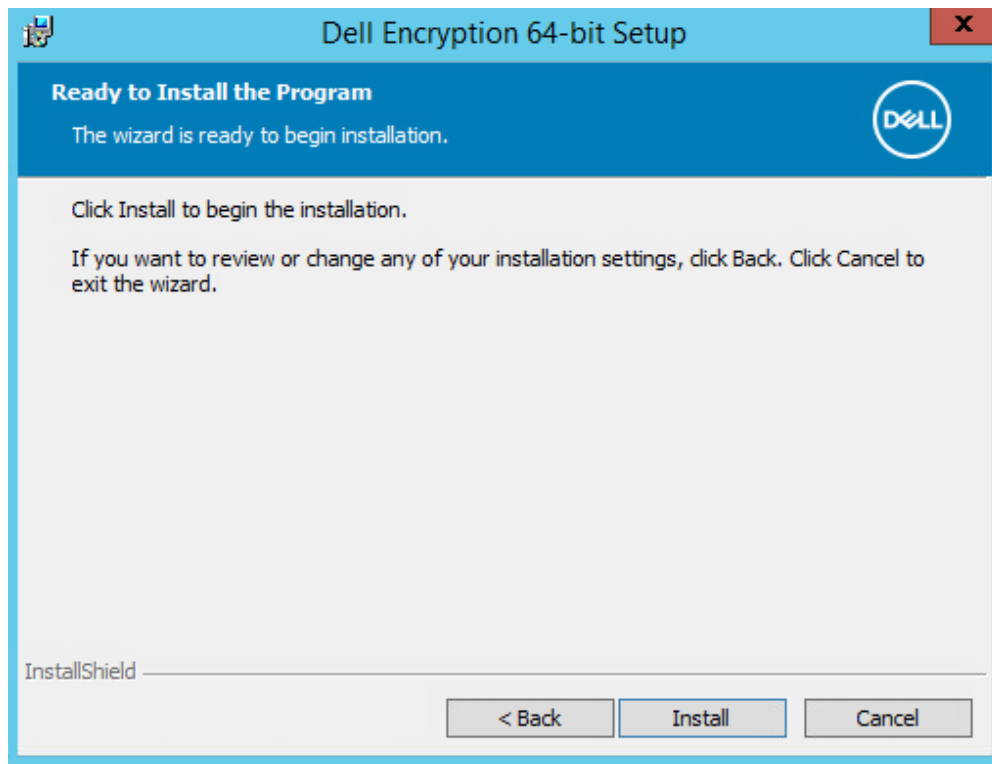 Dell Encryption 64-bit Setup
X
Ready to Install the Program
The wizard is ready to begin installation.
DELL
Click Install to begin the installation.
If you want to review or change any of your installation settings, click Back. Click Cancel to
exit the wizard.
InstallShield
< Back
Install
Cancel